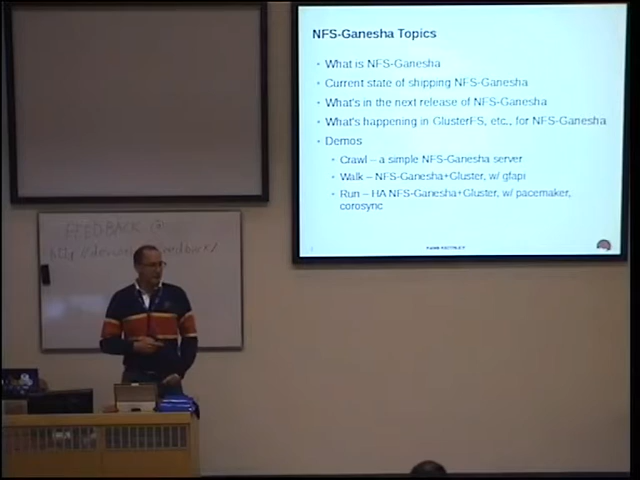 NFS-Ganesha Topics
What is NFS-Ganesha
Current state of shipping NFS-Ganesha
What's in the next release of NFS-Ganesha
What's happening in GlusterFS, etc., for NFS-Ganesha
Demos
Crawl – a simple NFS-Ganesha server
Walk – NFS-Ganesha+Gluster, w/ gfapi
Run – HA NFS-Ganesha+Gluster, w/ pacemaker,
corosync
FEEDBACK @